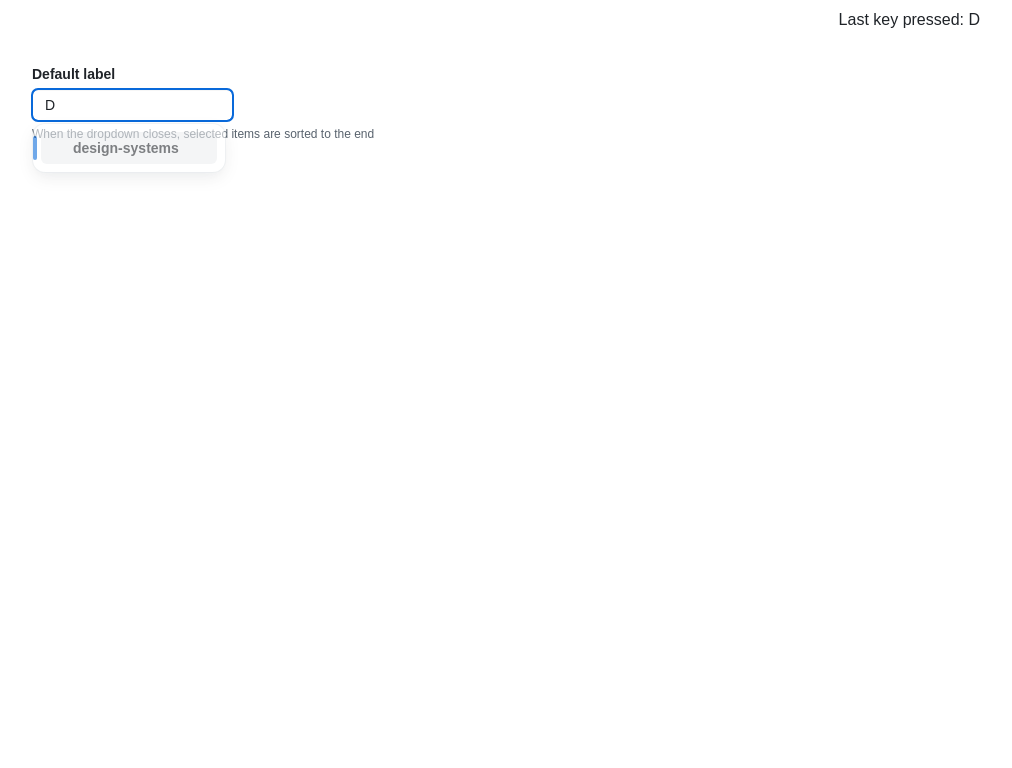 Last key pressed: D
Default label
D
When the dropdown closes, selected items are sorted to the end
design-systems